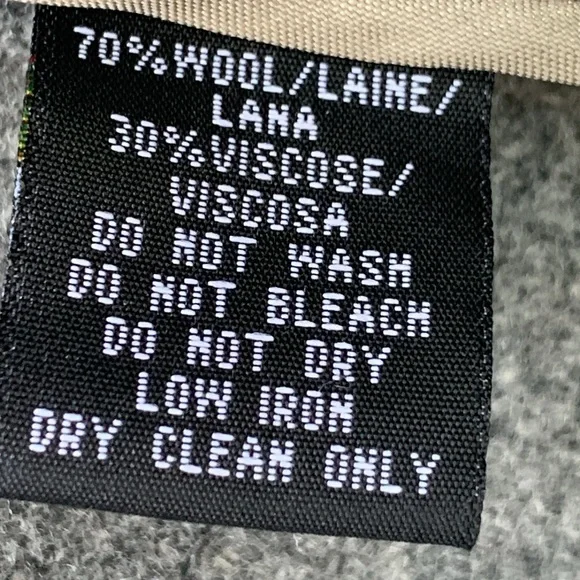 70%WOOL/LAINE/
LANA
30%VISCOSE/
VISCOSA
DO NOT WASH
DO NOT BLEACH
DO NOT DRY
LOW IRON
DRY CLEAN ONLY